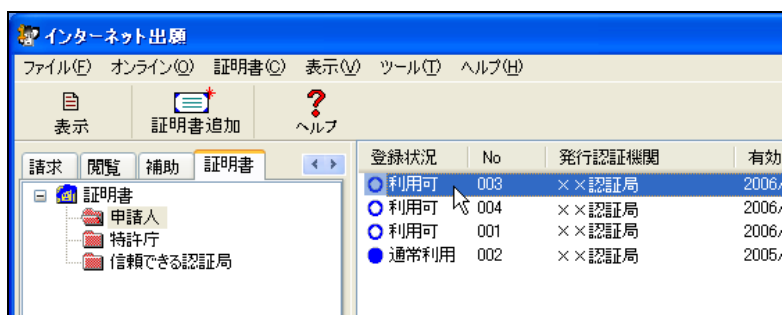 インターネット出願
ファイル(F) オンライン(O) 証明書(C) 表示(V) ツール(T) ヘルプ(H)
表示 証明書追加 ヘルプ
請求 閲覧 補助 証明書
証明書
申請人
特許庁
信頼できる認証局
登録状況 No 発行認証機関 有効
利用可 003 ××認証局 2006/
利用可 004 ××認証局 2006/
利用可 001 ××認証局 2006/
通常利用 002 ××認証局 2005/